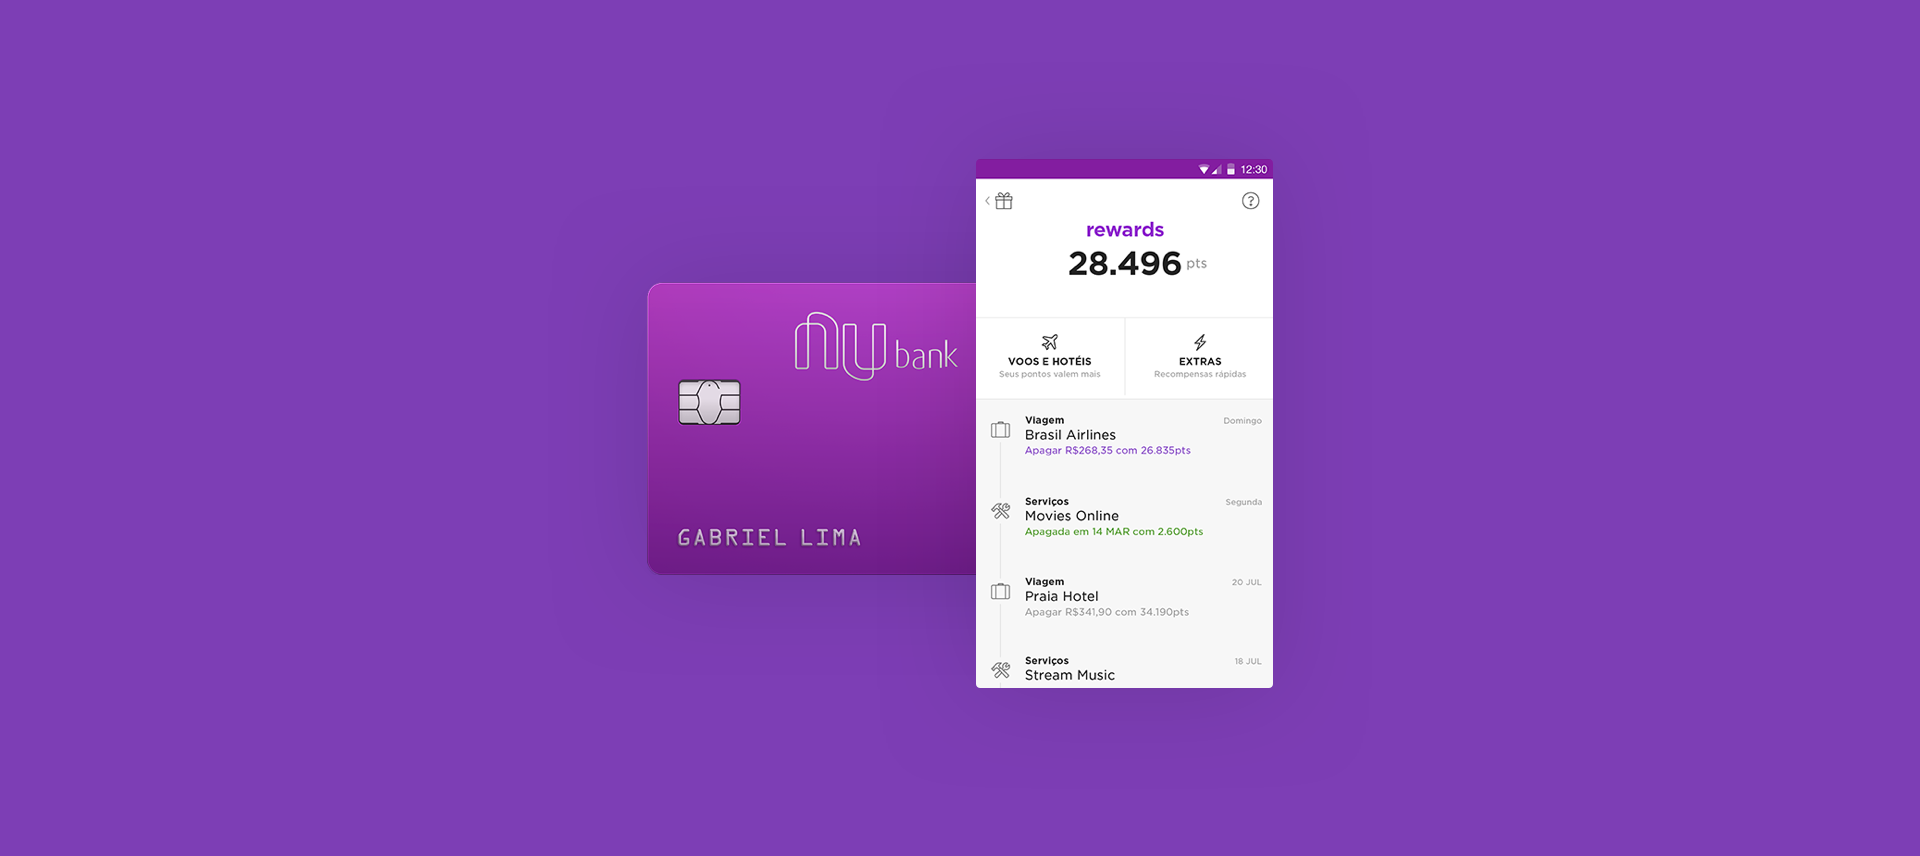 nu bank
GABRIEL LIMA
12:30
rewards
28.496 pts
VOOS E HOTÉIS
Seus pontos valem mais
EXTRAS
Recompensas rápidas
Viagem
Domingo
Brasil Airlines
Apagar R$268,35 com 26.835pts
Serviços
Segunda
Movies Online
Apagada em 14 MAR com 2.600pts
Viagem
20 JUL
Praia Hotel
Apagar R$341,90 com 34.190pts
Serviços
18 JUL
Stream Music